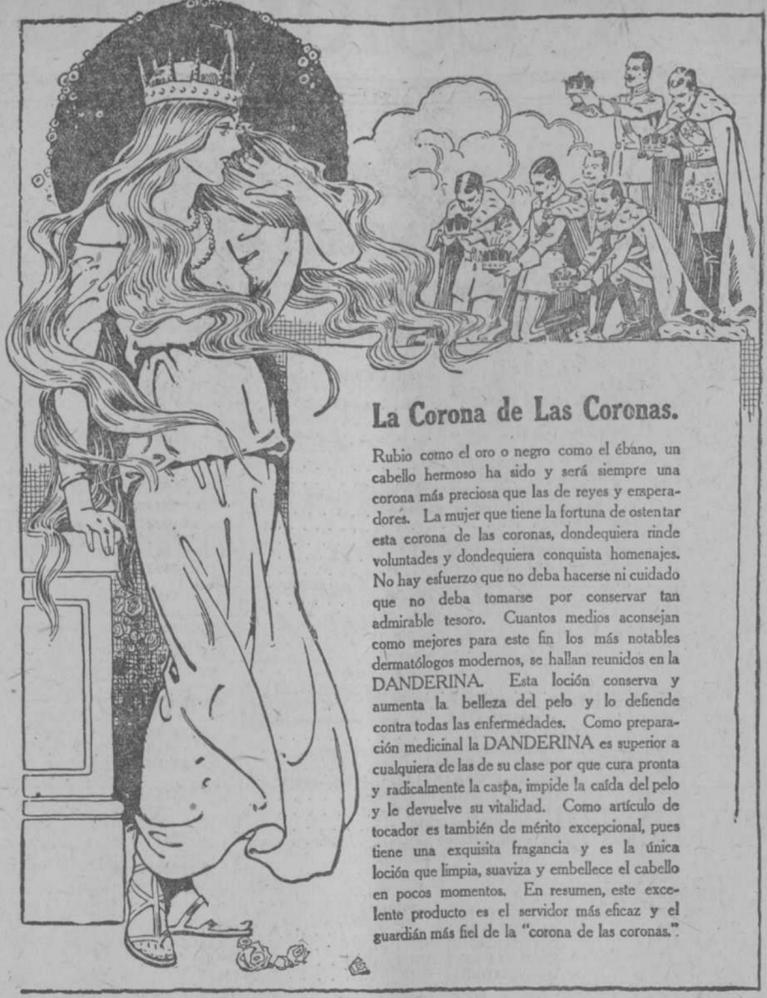 La Corona de Las Coronas.
Rubio como el oro o negro como el ébano, un
cabello hermoso ha sido y será siempre una
corona más preciosa que las de reyes y empera-
dores. La mujer que tiene la fortuna de ostentar
esta corona de las coronas, dondequiera rinde
voluntades y dondequiera conquista homenajes.
No hay esfuerzo que no deba hacerse ni cuidado
que no deba tomarse por conservar tan
admirable tesoro. Cuantos medios aconsejan
como mejores para este fin los más notables
dermatólogos modernos, se hallan reunidos en la
DANDERINA. Esta loción conserva y
aumenta la belleza del pelo y lo defiende
contra todas las enfermedades. Como prepara-
ción medicinal la DANDERINA es superior a
cualquiera de las de su clase por que cura pronta
y radicalmente la caspa, impide la caída del pelo
y le devuelve su vitalidad. Como artículo de
tocador es también de mérito excepcional, pues
tiene una exquisita fragancia y es la única
loción que limpia, suaviza y embellece el cabello
en pocos momentos. En resumen, este exce-
lente producto es el servidor más eficaz y el
guardián más fiel de la "corona de las coronas."